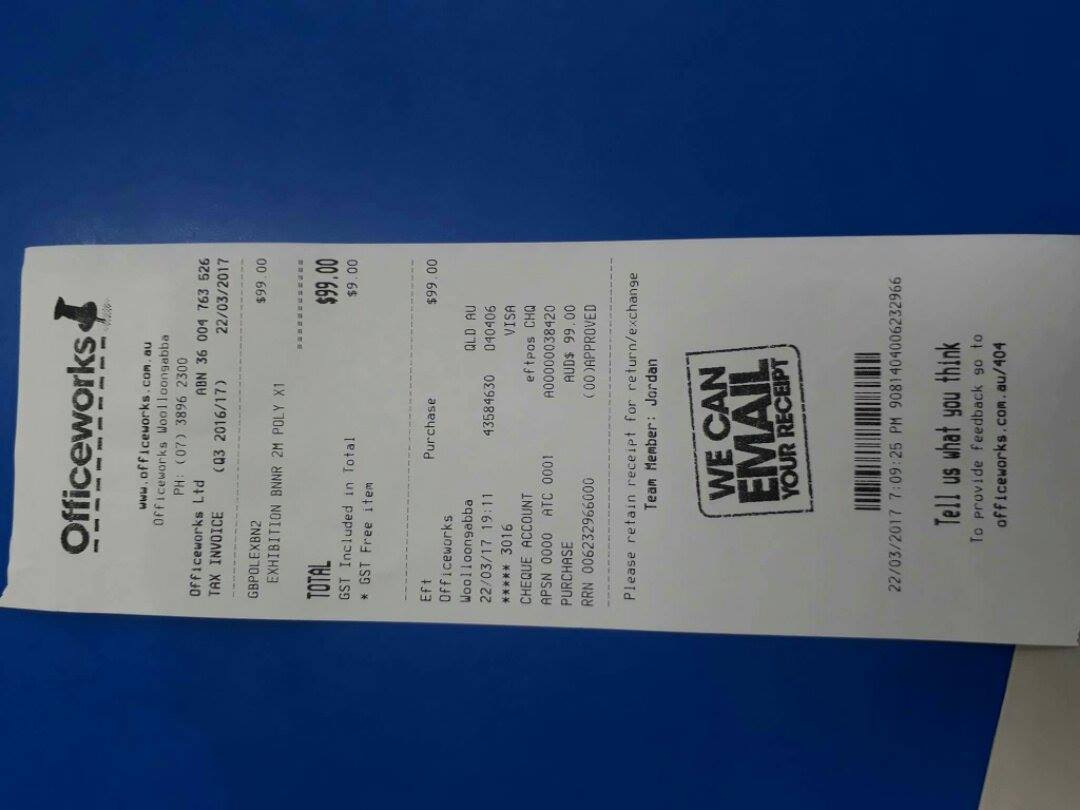 Officeworks
www.officeworks.com.au
Officeworks Woolloongabba
PH: (07) 3896 2300
Officeworks Ltd ABN 36 004 763 526
TAX INVOICE (Q3 2016/17) 22/03/2017
GBPOLEXBN2 $99.00
EXHIBITION BNNR 2M POLY X1
TOTAL $99.00
GST Included in Total $9.00
* GST Free item
Eft Purchase $99.00
Officeworks
Woolloongabba QLD AU
22/03/17 19:11 43584630 040406
***** 3016 VISA
CHEQUE ACCOUNT eftpos CHQ
APSN 0000 ATC 0001 A00000038420
PURCHASE AUD$ 99.00
RRN 006232966000 (00)APPROVED
Please retain receipt for return/exchange
Team Member: Jordan
WE CAN
EMAIL
YOUR RECEIPT
22/03/2017 7:09:25 PM 9081404006232966
Tell us what you think
To provide feedback go to
officeworks.com.au/404